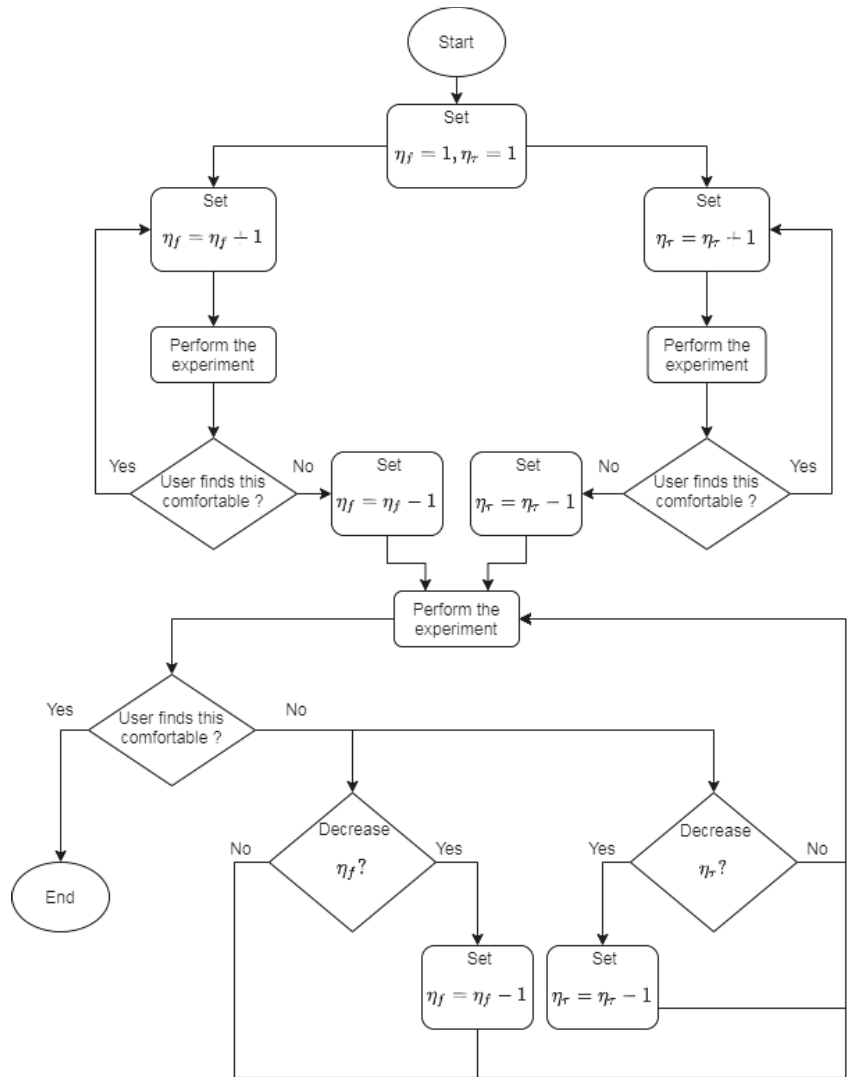 Start
Set
η_f = 1, η_τ = 1
Set
η_f = η_f + 1
Set
η_τ = η_τ + 1
Perform the
experiment
Perform the
experiment
Yes
User finds this
comfortable ?
No
Set
η_f = η_f − 1
Set
η_τ = η_τ − 1
No
User finds this
comfortable ?
Yes
Perform the
experiment
Yes
User finds this
comfortable ?
No
No
Decrease
η_f?
Yes
Yes
Decrease
η_τ?
No
End
Set
η_f = η_f − 1
Set
η_τ = η_τ − 1